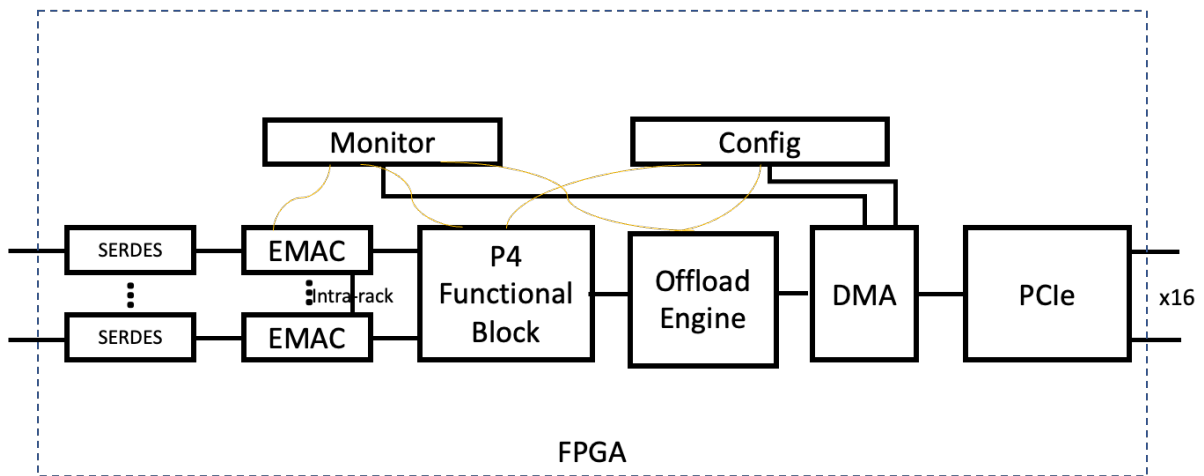 Monitor
Config
SERDES
EMAC
P4
Functional
Block
Offload
Engine
DMA
PCIe
x16
Intra-rack
SERDES
EMAC
FPGA